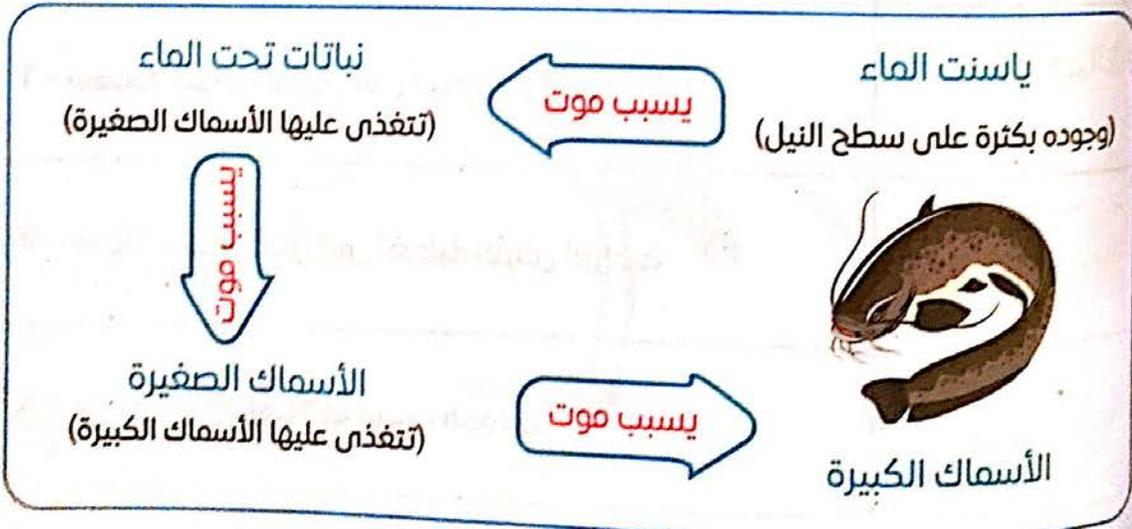 ياسنت الماء
(وجوده بكثرة على سطح النيل)
يسبب موت
نباتات تحت الماء
(تتغذى عليها الأسماك الصغيرة)
يسبب موت
الأسماك الصغيرة
(تتغذى عليها الأسماك الكبيرة)
يسبب موت
الأسماك الكبيرة